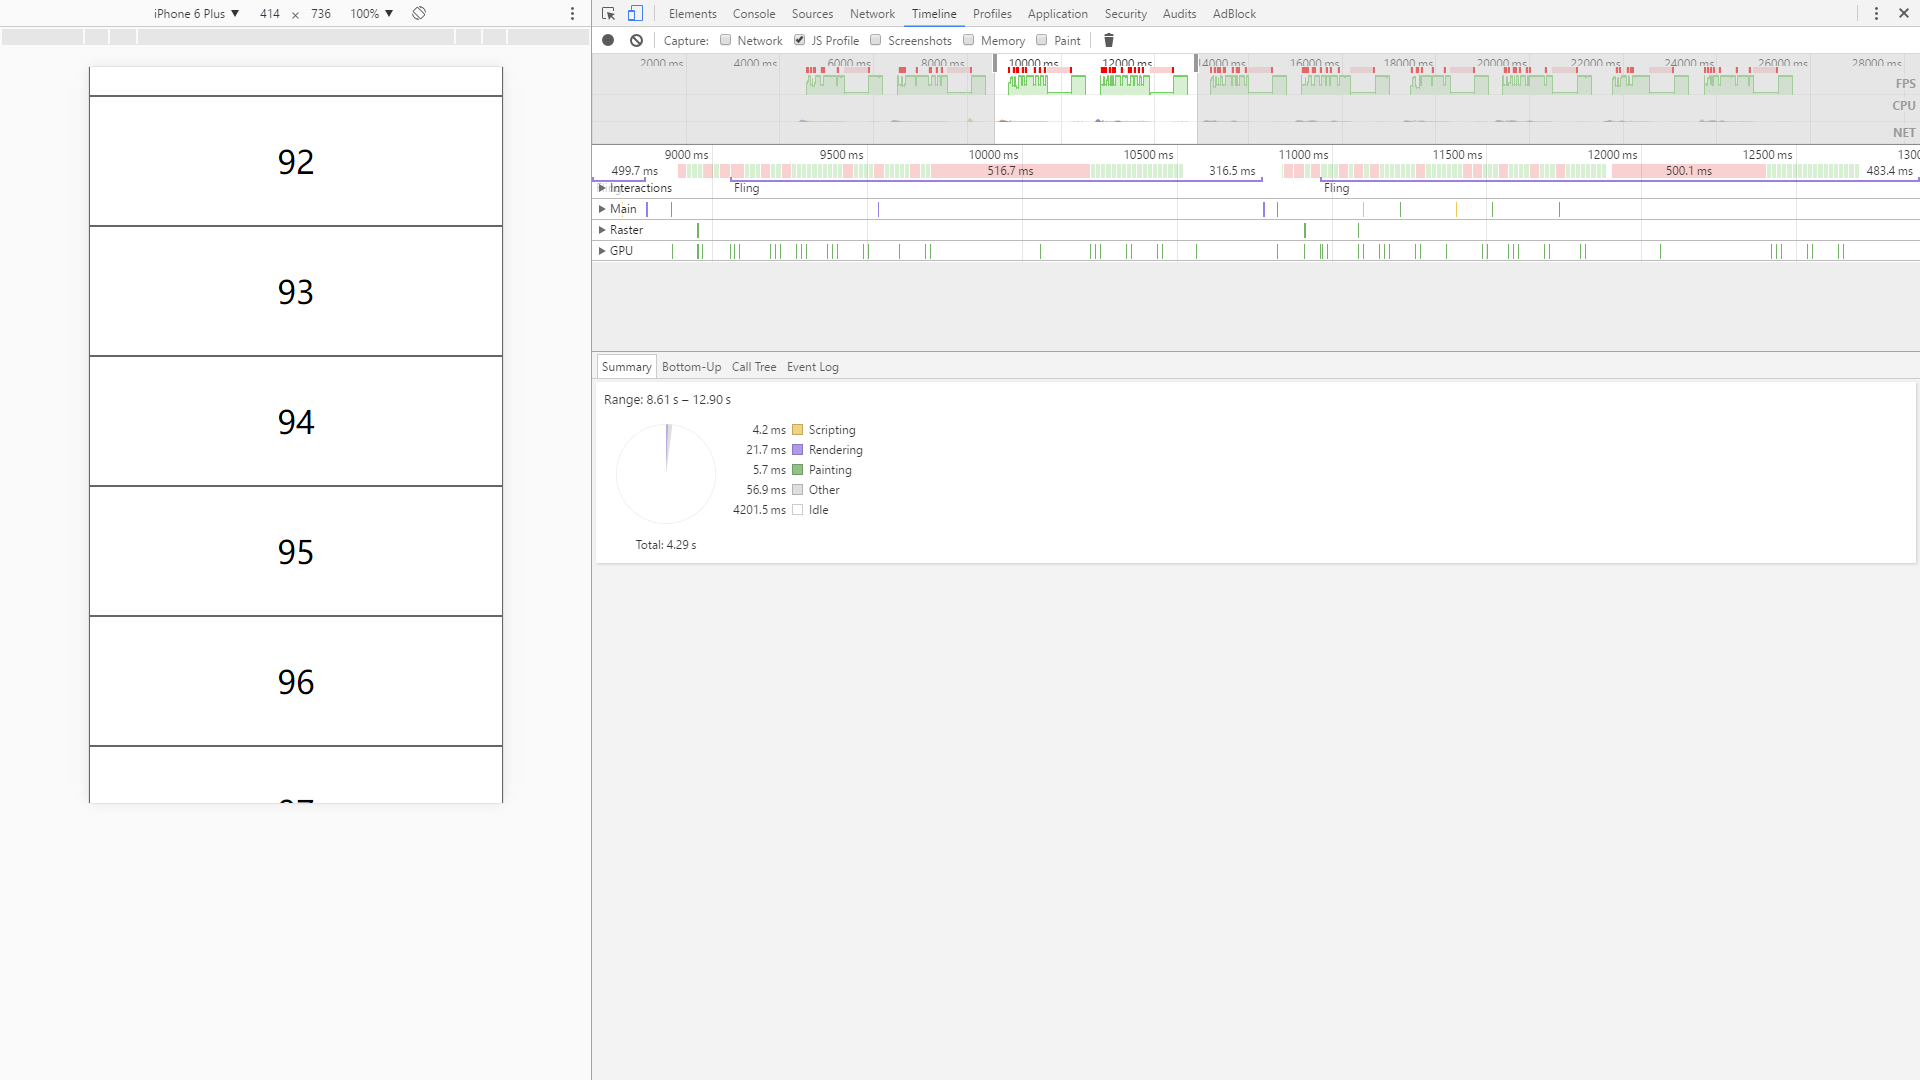 iPhone 6 Plus ▼ 414 × 736 100% ▼
Elements Console Sources Network Timeline Profiles Application Security Audits AdBlock
Capture: Network JS Profile Screenshots Memory Paint
2000 ms 4000 ms 6000 ms 8000 ms 10000 ms 12000 ms 14000 ms 16000 ms 18000 ms 20000 ms 22000 ms 24000 ms 26000 ms 28000 ms
FPS
CPU
NET
9000 ms 9500 ms 10000 ms 10500 ms 11000 ms 11500 ms 12000 ms 12500 ms 1300
499.7 ms 516.7 ms 316.5 ms 500.1 ms 483.4 ms
Interactions Fling Fling
Main
Raster
GPU
Summary Bottom-Up Call Tree Event Log
Range: 8.61 s – 12.90 s
4.2 ms Scripting
21.7 ms Rendering
5.7 ms Painting
56.9 ms Other
4201.5 ms Idle
Total: 4.29 s
92
93
94
95
96
97